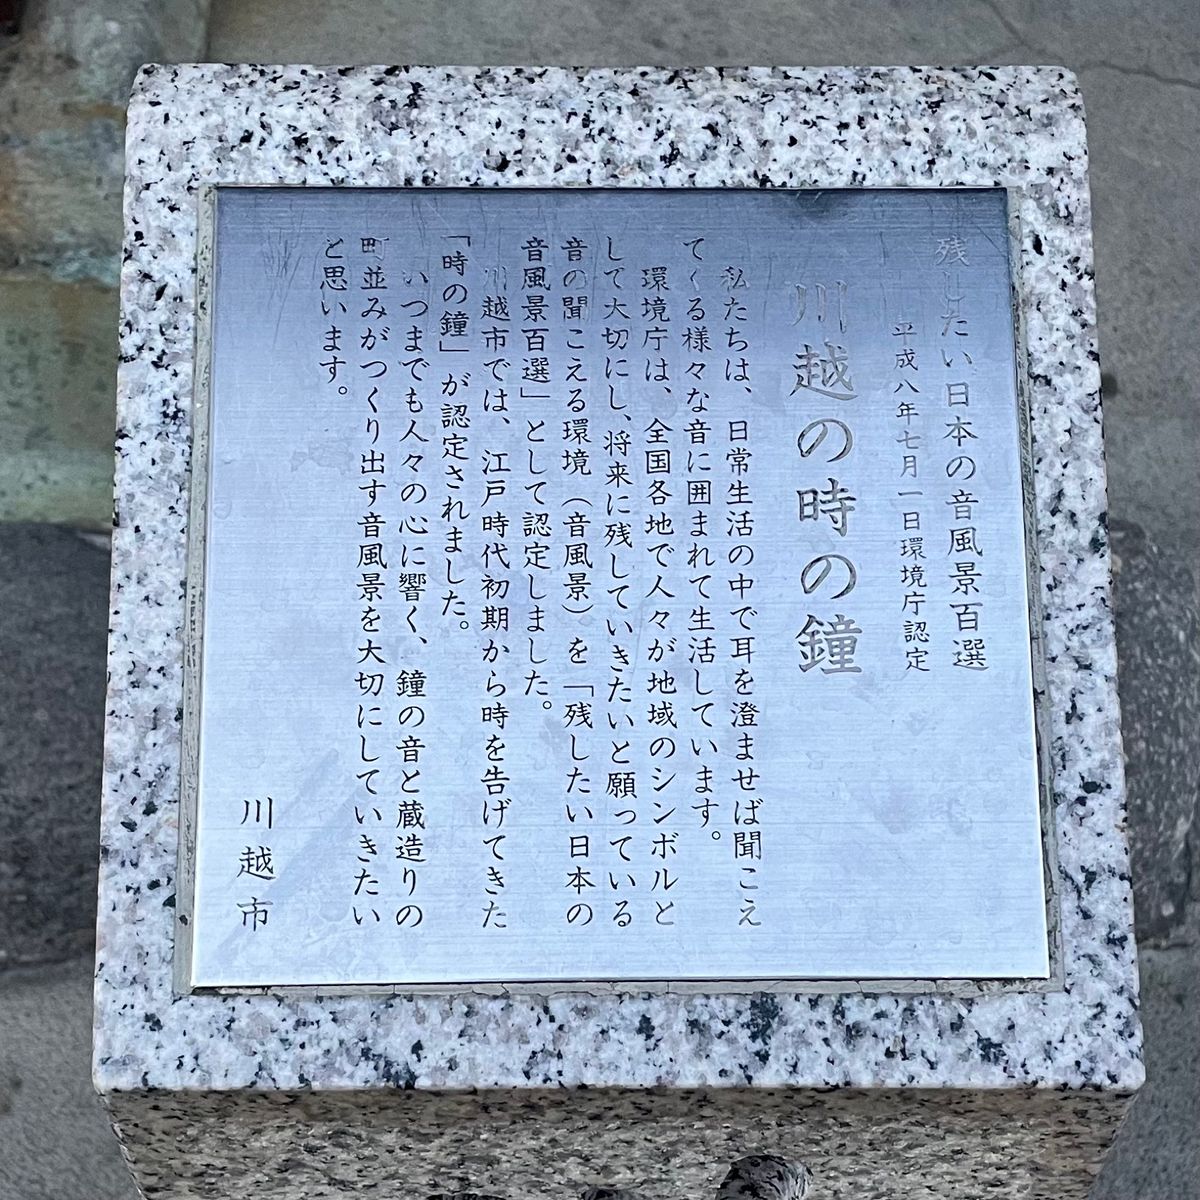 残したい日本の音風景百選
平成八年七月一日環境庁認定
川越の時の鐘
私たちは、日常生活の中で耳を澄ませば聞こえ
てくる様々な音に囲まれて生活しています。
環境庁は、全国各地で人々が地域のシンボルと
して大切にし、将来に残していきたいと願っている
音の聞こえる環境（音風景）を「残したい日本の
音風景百選」として認定しました。
川越市では、江戸時代初期から時を告げてきた
「時の鐘」が認定されました。
いつまでも人々の心に響く、鐘の音と蔵造りの
町並みがつくり出す音風景を大切にしていきたい
と思います。
川越市